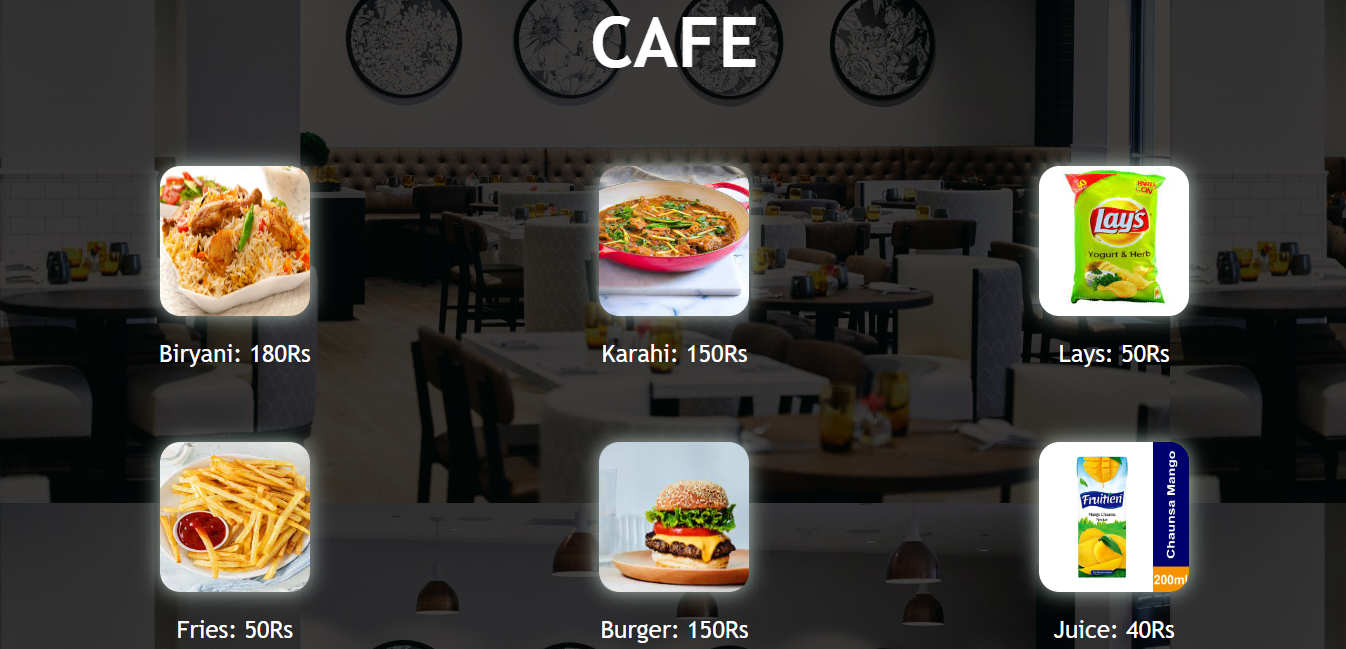 CAFE
Lay's
Yogurt & Herb
Biryani: 180Rs
Karahi: 150Rs
Lays: 50Rs
Fruitien
Chaunsa Mango
200ml
Fries: 50Rs
Burger: 150Rs
Juice: 40Rs